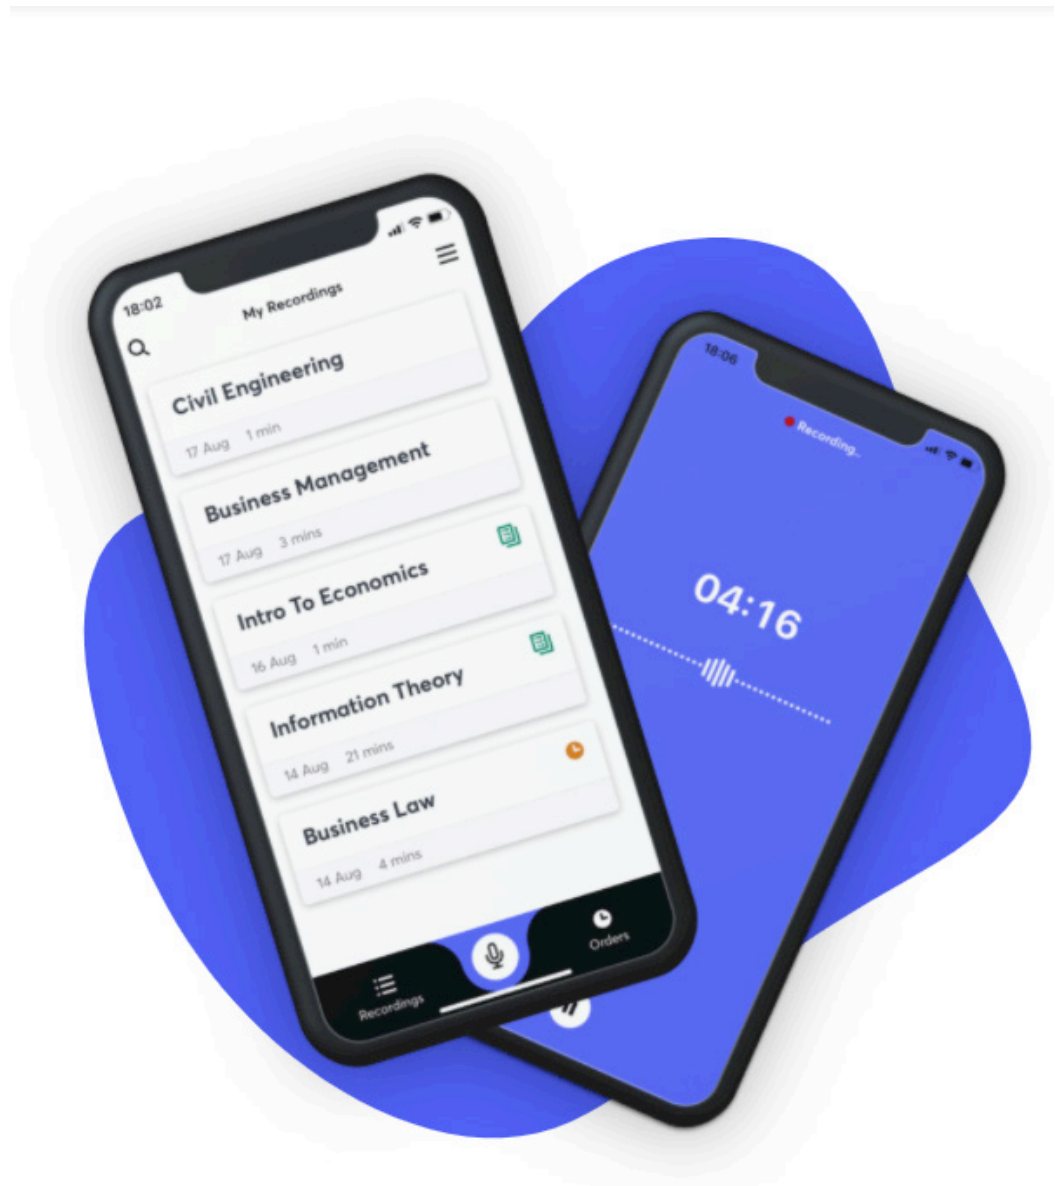 18:02
My Recordings
Civil Engineering
17 Aug 1 min
Business Management
17 Aug 3 mins
Intro To Economics
16 Aug 1 min
Information Theory
14 Aug 21 mins
Business Law
14 Aug 4 mins
Recordings
Orders
18:06
Recording..
04:16